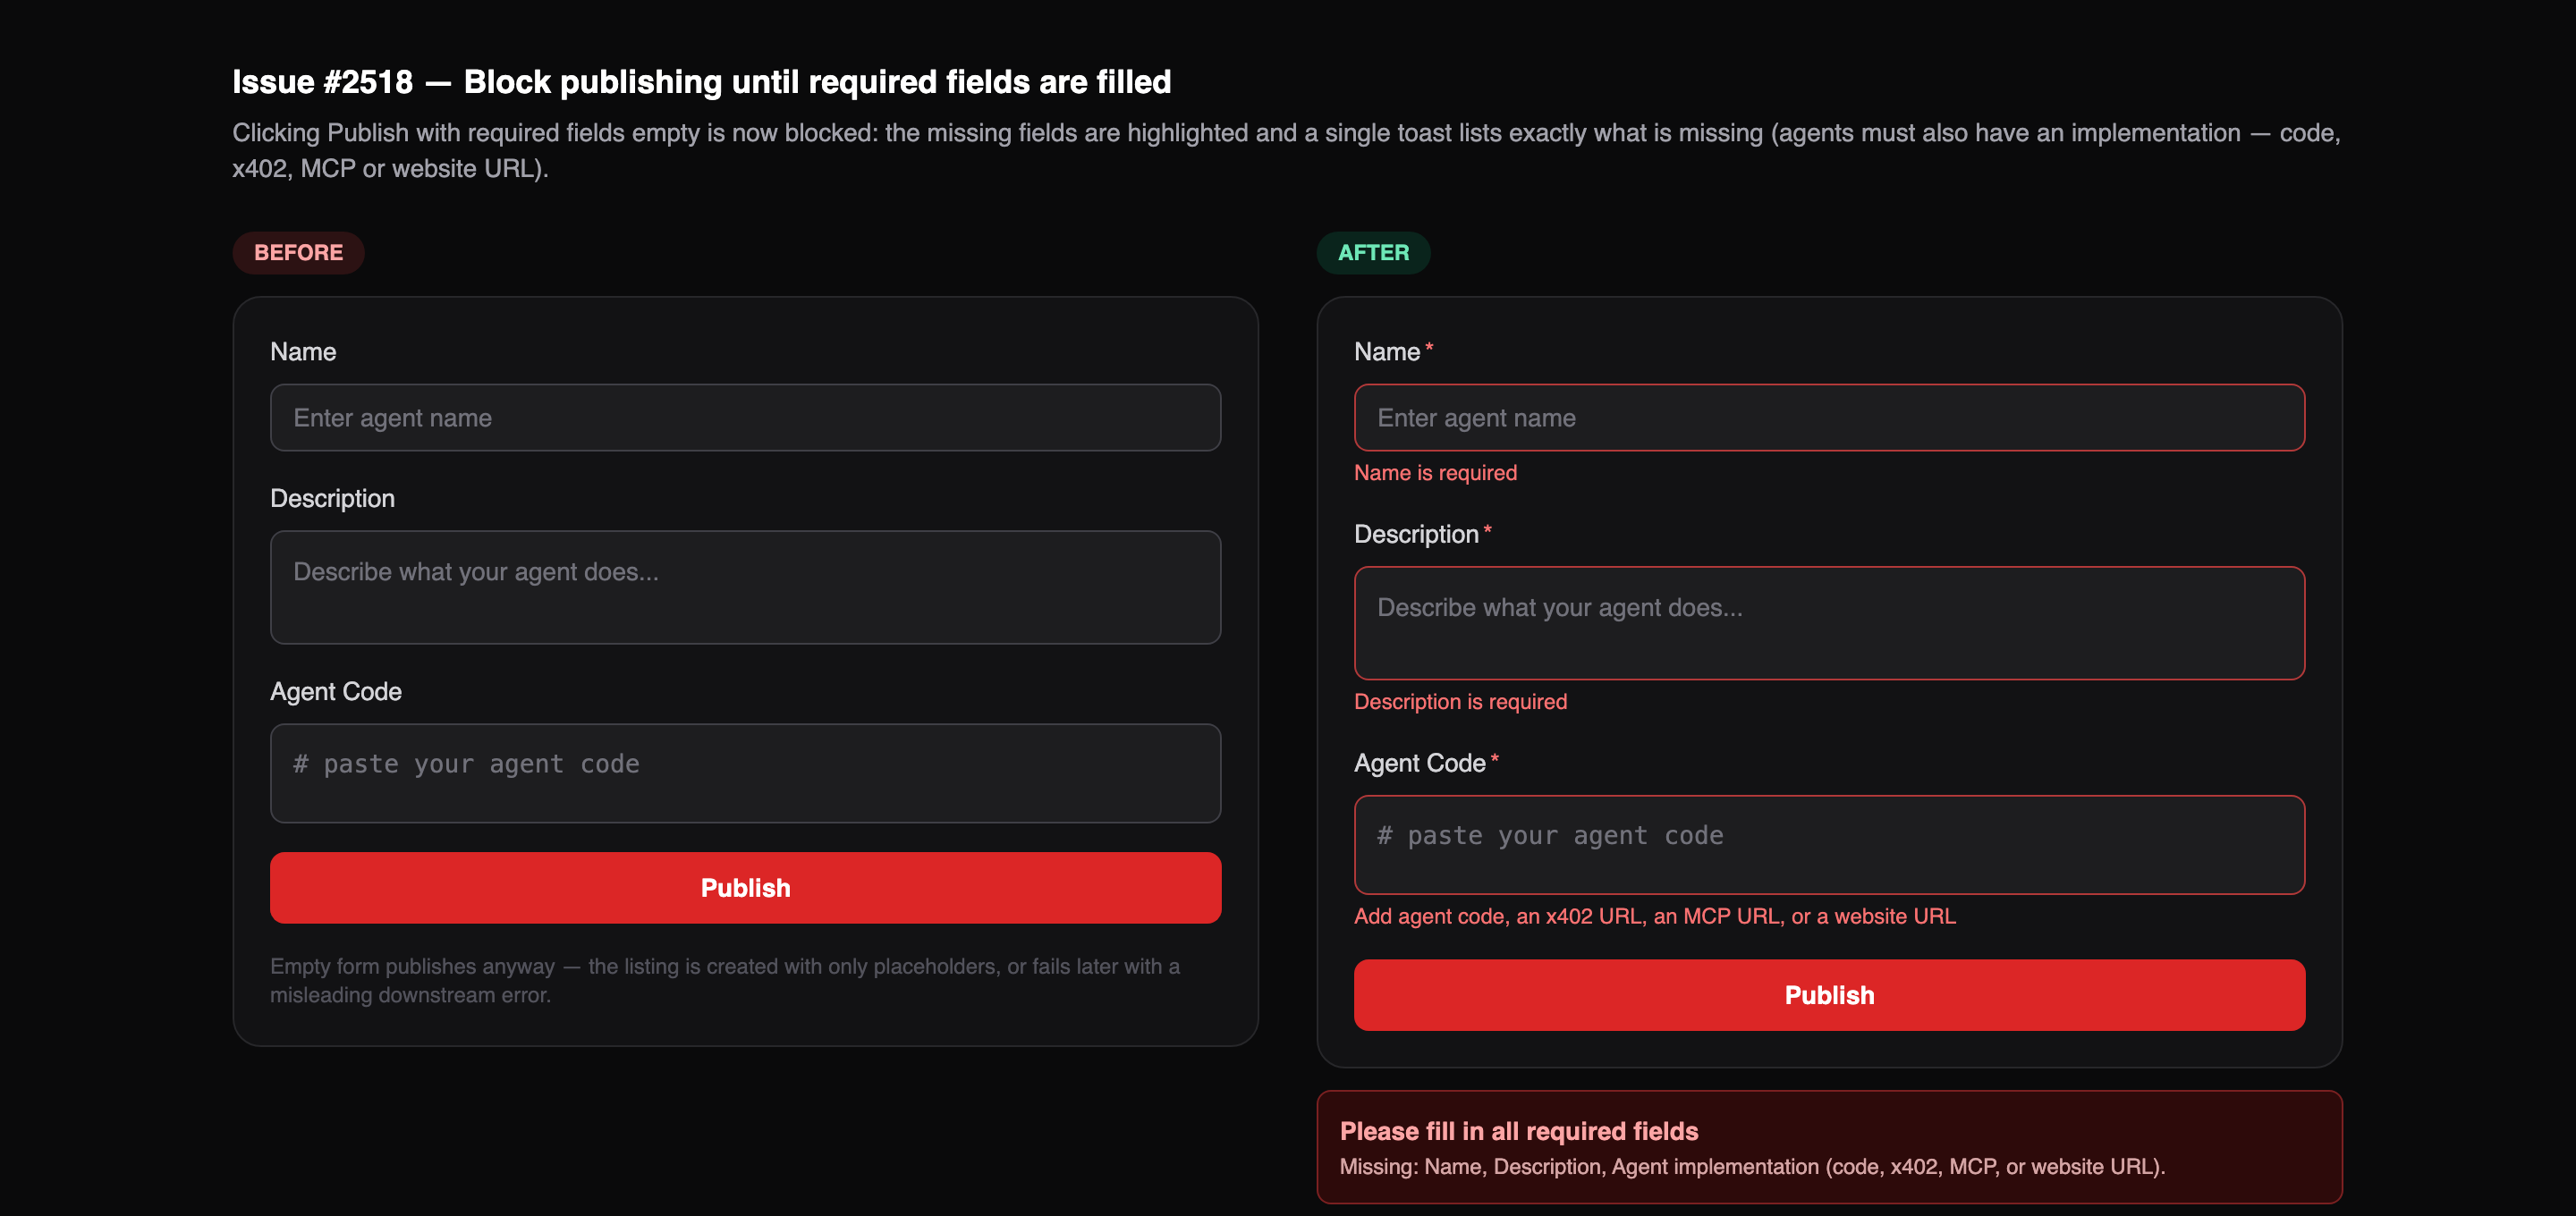 Issue #2518 — Block publishing until required fields are filled
Clicking Publish with required fields empty is now blocked: the missing fields are highlighted and a single toast lists exactly what is missing (agents must also have an implementation — code,
x402, MCP or website URL).
BEFORE
Name
Enter agent name
Description
Describe what your agent does...
Agent Code
# paste your agent code
Publish
Empty form publishes anyway — the listing is created with only placeholders, or fails later with a
misleading downstream error.
AFTER
Name *
Enter agent name
Name is required
Description *
Describe what your agent does...
Description is required
Agent Code *
# paste your agent code
Add agent code, an x402 URL, an MCP URL, or a website URL
Publish
Please fill in all required fields
Missing: Name, Description, Agent implementation (code, x402, MCP, or website URL).